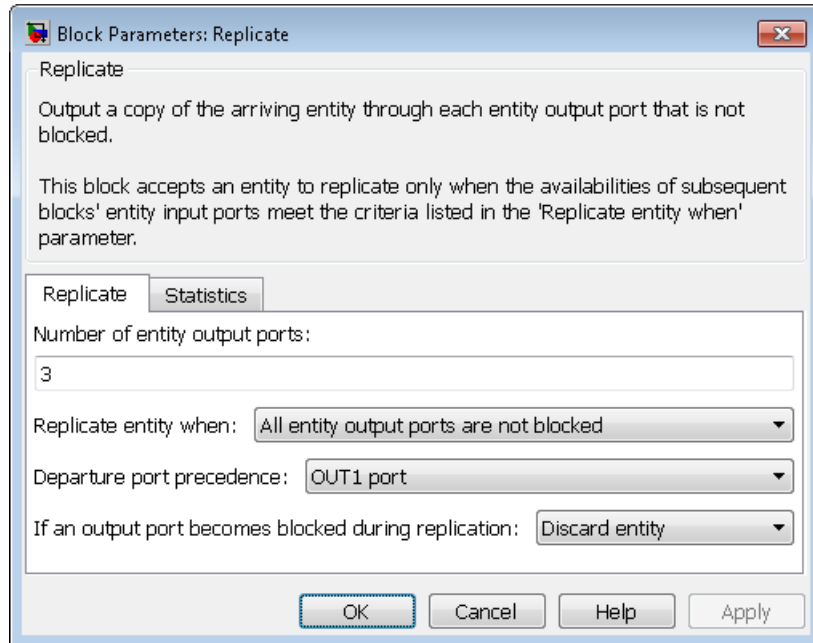 Block Parameters: Replicate
Replicate
Output a copy of the arriving entity through each entity output port that is not
blocked.
This block accepts an entity to replicate only when the availabilities of subsequent
blocks' entity input ports meet the criteria listed in the 'Replicate entity when'
parameter.
Replicate Statistics
Number of entity output ports:
3
Replicate entity when: All entity output ports are not blocked
Departure port precedence: OUT1 port
If an output port becomes blocked during replication: Discard entity
OK Cancel Help Apply